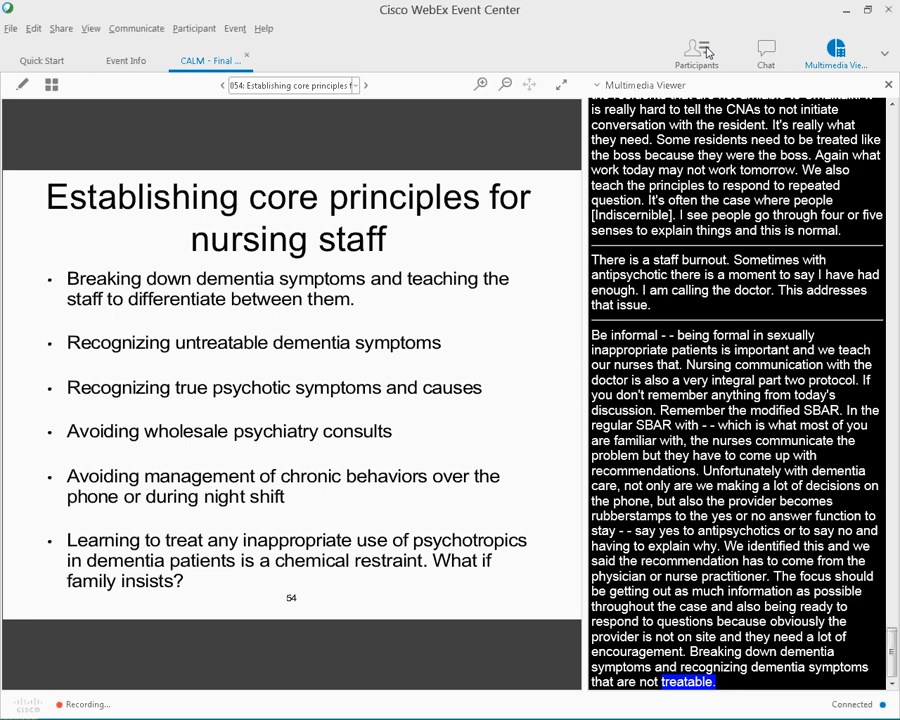 Cisco WebEx Event Center
File Edit Share View Communicate Participant Event Help
Quick Start Event Info CALM - Final ... Participants Chat Multimedia Vie...
054: Establishing core principles f
Multimedia Viewer
Establishing core principles for
nursing staff
• Breaking down dementia symptoms and teaching the
staff to differentiate between them.
• Recognizing untreatable dementia symptoms
• Recognizing true psychotic symptoms and causes
• Avoiding wholesale psychiatry consults
• Avoiding management of chronic behaviors over the
phone or during night shift
• Learning to treat any inappropriate use of psychotropics
in dementia patients is a chemical restraint. What if
family insists?
54
is really hard to tell the CNAs to not initiate
conversation with the resident. It's really what
they need. Some residents need to be treated like
the boss because they were the boss. Again what
work today may not work tomorrow. We also
teach the principles to respond to repeated
question. It's often the case where people
[Indiscernible]. I see people go through four or five
senses to explain things and this is normal.
There is a staff burnout. Sometimes with
antipsychotic there is a moment to say I have had
enough. I am calling the doctor. This addresses
that issue.
Be informal - - being formal in sexually
inappropriate patients is important and we teach
our nurses that. Nursing communication with the
doctor is also a very integral part two protocol. If
you don't remember anything from today's
discussion. Remember the modified SBAR. In the
regular SBAR with - - which is what most of you
are familiar with, the nurses communicate the
problem but they have to come up with
recommendations. Unfortunately with dementia
care, not only are we making a lot of decisions on
the phone, but also the provider becomes
rubberstamps to the yes or no answer function to
stay - - say yes to antipsychotics or to say no and
having to explain why. We identified this and we
said the recommendation has to come from the
physician or nurse practitioner. The focus should
be getting out as much information as possible
throughout the case and also being ready to
respond to questions because obviously the
provider is not on site and they need a lot of
encouragement. Breaking down dementia
symptoms and recognizing dementia symptoms
that are not treatable.
cisco Recording... Connected